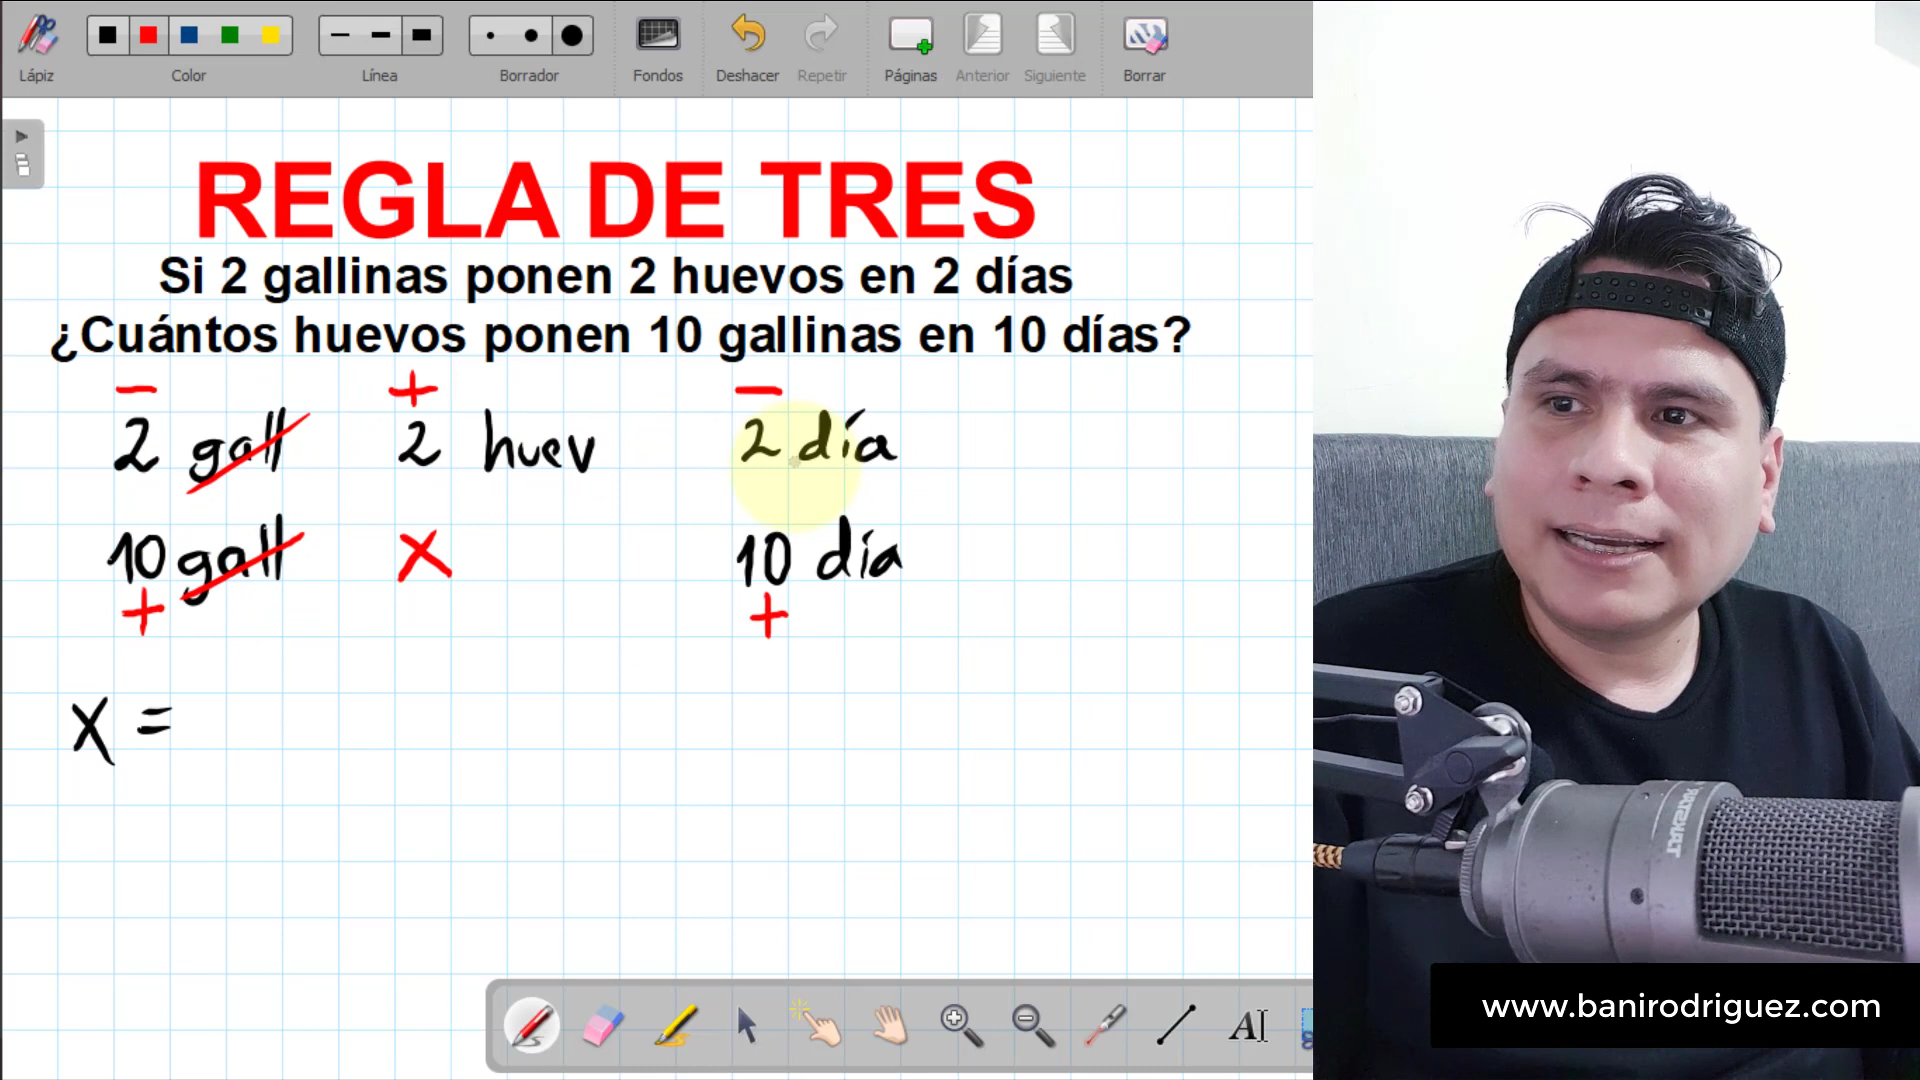 Lápiz Color Línea Borrador Fondos Deshacer Repetir Páginas Anterior Siguiente Borrar
REGLA DE TRES
Si 2 gallinas ponen 2 huevos en 2 días
¿Cuántos huevos ponen 10 gallinas en 10 días?
− + −
2 gall 2 huev 2 día
10 gall x 10 día
+ +
x =
AI
www.banirodriguez.com